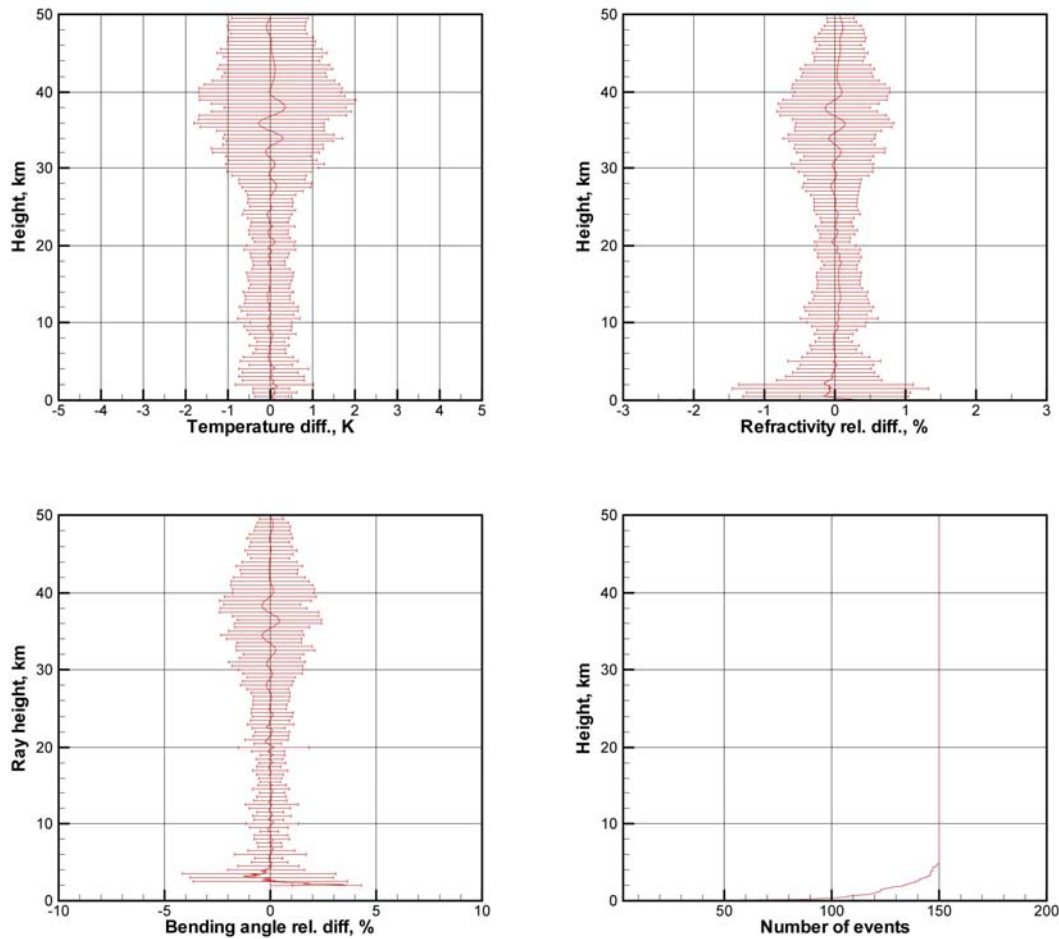 50
40
30
20
10
0
Height, km
-5 -4 -3 -2 -1 0 1 2 3 4 5
Temperature diff., K
50
40
30
20
10
0
Height, km
-3 -2 -1 0 1 2 3
Refractivity rel. diff., %
50
40
30
20
10
0
Ray height, km
-10 -5 0 5 10
Bending angle rel. diff, %
50
40
30
20
10
0
Height, km
50 100 150 200
Number of events